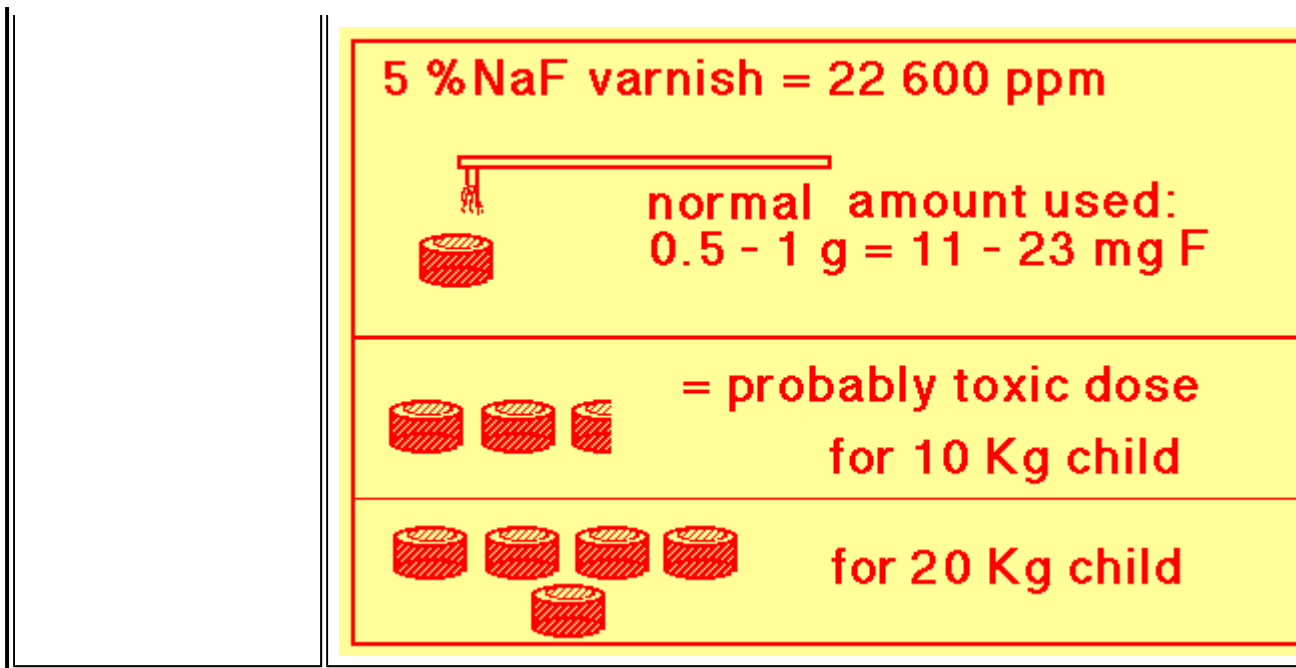 5 %NaF varnish = 22 600 ppm
normal amount used:
0.5 - 1 g = 11 - 23 mg F
= probably toxic dose
for 10 Kg child
for 20 Kg child